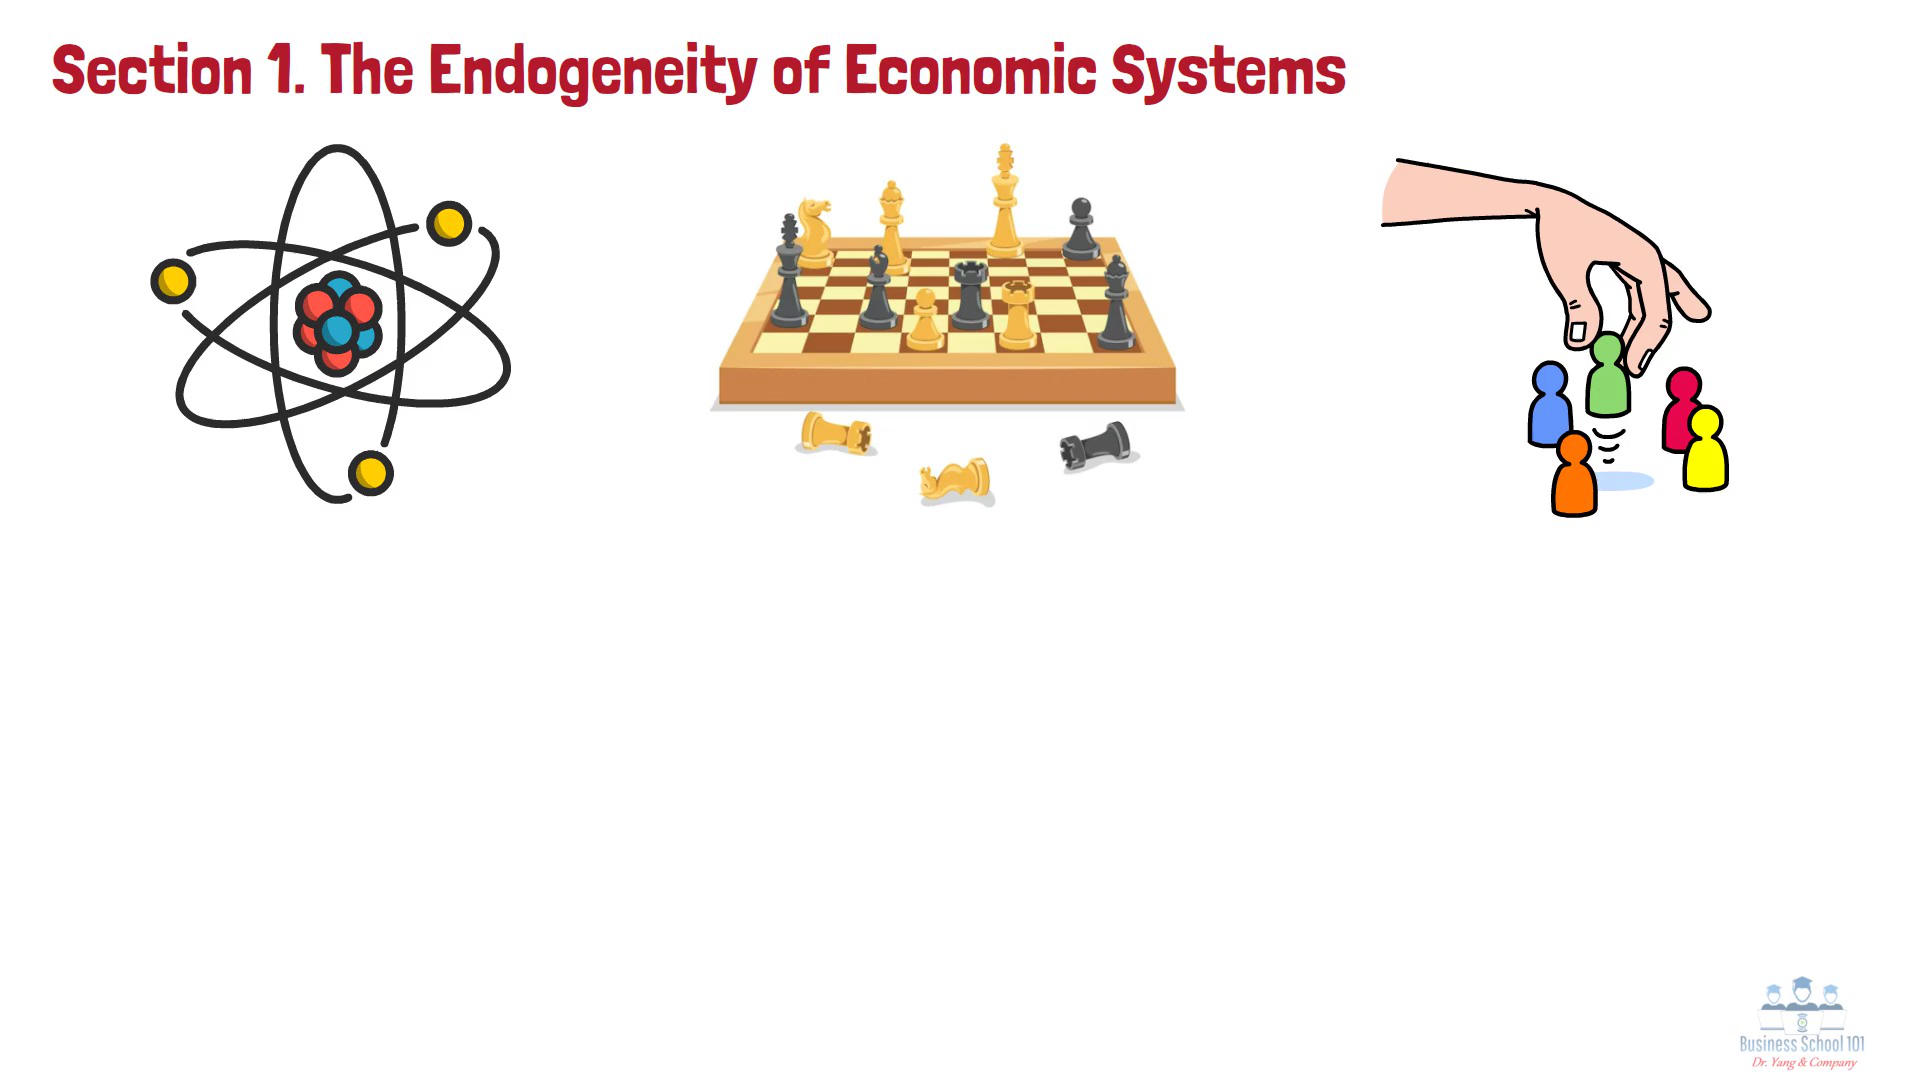 Section 1. The Endogeneity of Economic Systems
Business School 101
Dr. Yang & Company